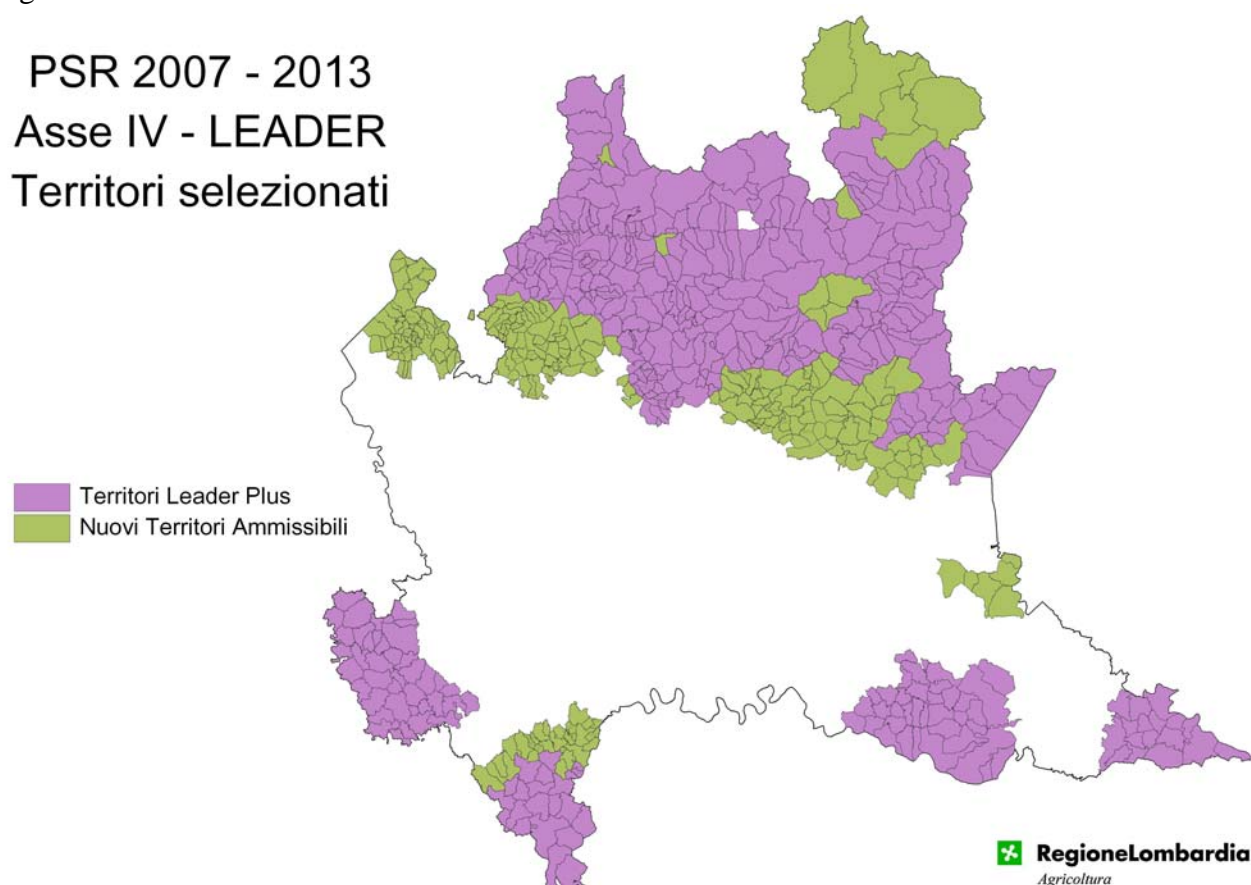 PSR 2007 - 2013
Asse IV - LEADER
Territori selezionati
Territori Leader Plus
Nuovi Territori Ammissibili
RegioneLombardia
Agricoltura